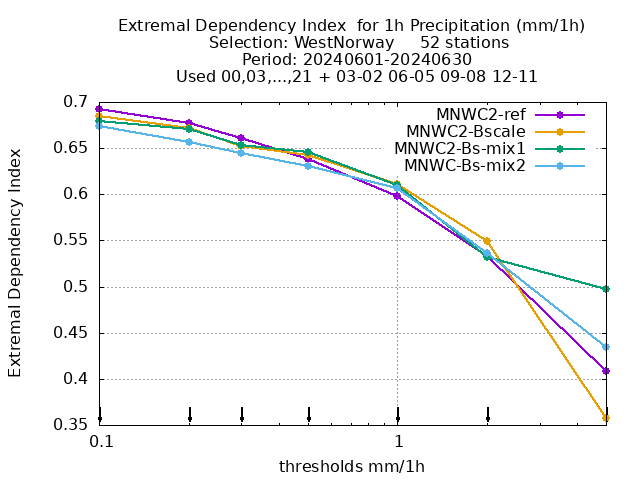 Extremal Dependency Index  for 1h Precipitation (mm/1h)
Selection: WestNorway     52 stations
Period: 20240601-20240630
Used 00,03,...,21 + 03-02 06-05 09-08 12-11
MNWC2-ref
MNWC2-Bscale
MNWC2-Bs-mix1
MNWC-Bs-mix2
Extremal Dependency Index
0.7
0.65
0.6
0.55
0.5
0.45
0.4
0.35
0.1
1
thresholds mm/1h